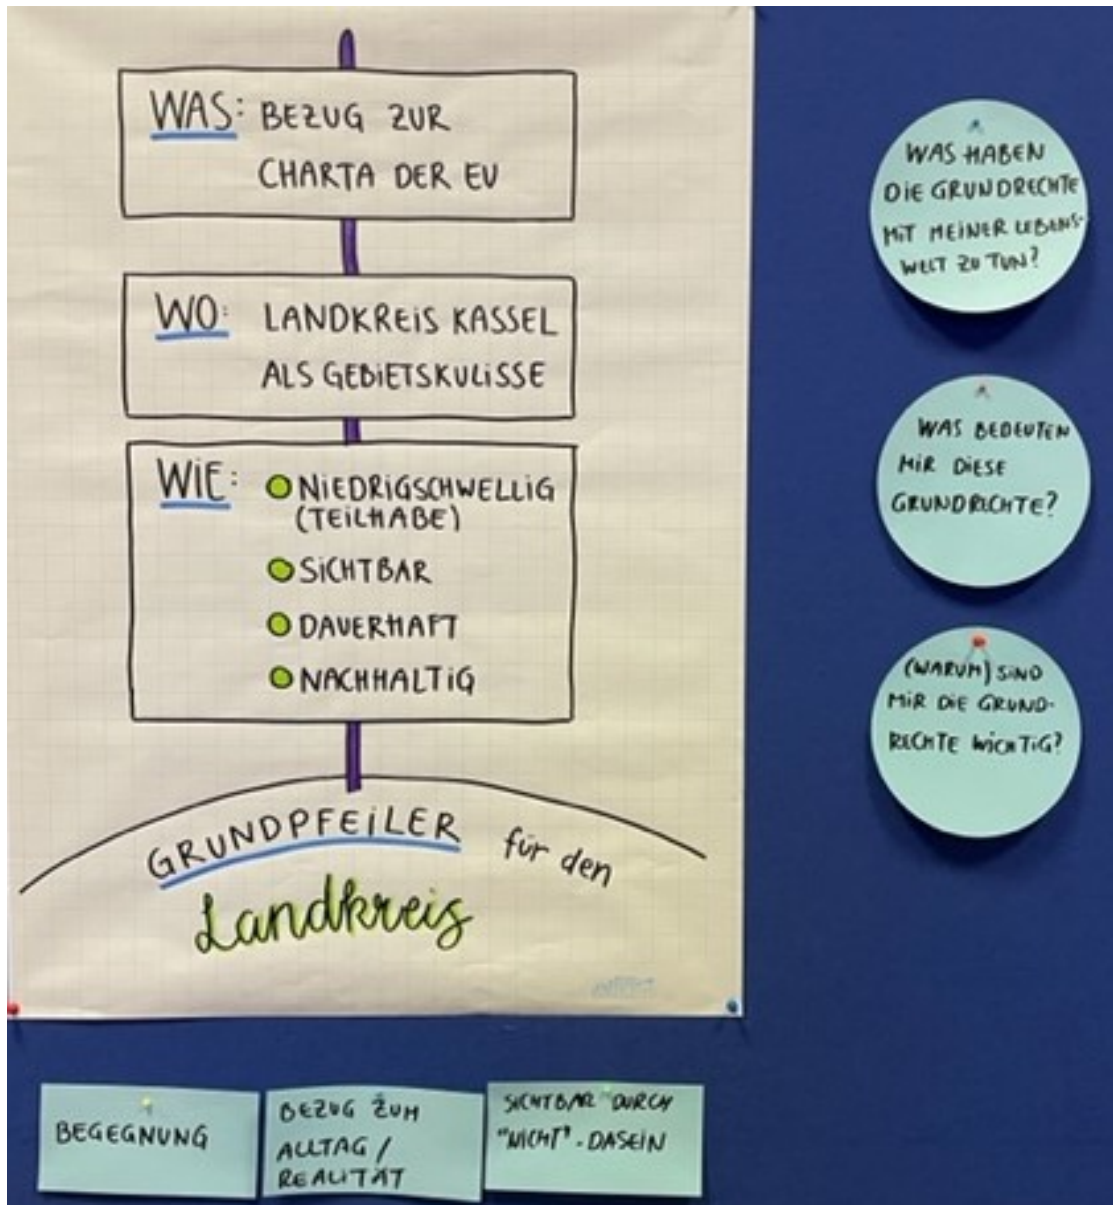 WAS: BEZUG ZUR
CHARTA DER EU
WO: LANDKREIS KASSEL
ALS GEBIETSKULISSE
WIE: NIEDRIGSCHWELLIG
(TEILHABE)
SICHTBAR
DAUERHAFT
NACHHALTIG
GRUNDPFEILER für den
Landkreis
WAS HABEN
DIE GRUNDRECHTE
MIT MEINER LEBENS-
WELT ZU TUN?
WAS BEDEUTEN
MIR DIESE
GRUNDRECHTE?
(WARUM) SIND
MIR DIE GRUND-
RECHTE WICHTIG?
BEGEGNUNG
BEZUG ZUM
ALLTAG /
REALITÄT
SICHTBAR DURCH
"NICHT"-DASEIN